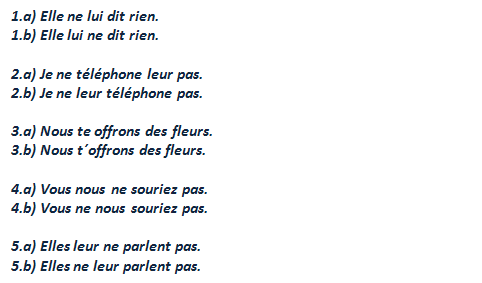 1.a) Elle ne lui dit rien.
1.b) Elle lui ne dit rien.
2.a) Je ne téléphone leur pas.
2.b) Je ne leur téléphone pas.
3.a) Nous te offrons des fleurs.
3.b) Nous t´offrons des fleurs.
4.a) Vous nous ne souriez pas.
4.b) Vous ne nous souriez pas.
5.a) Elles leur ne parlent pas.
5.b) Elles ne leur parlent pas.